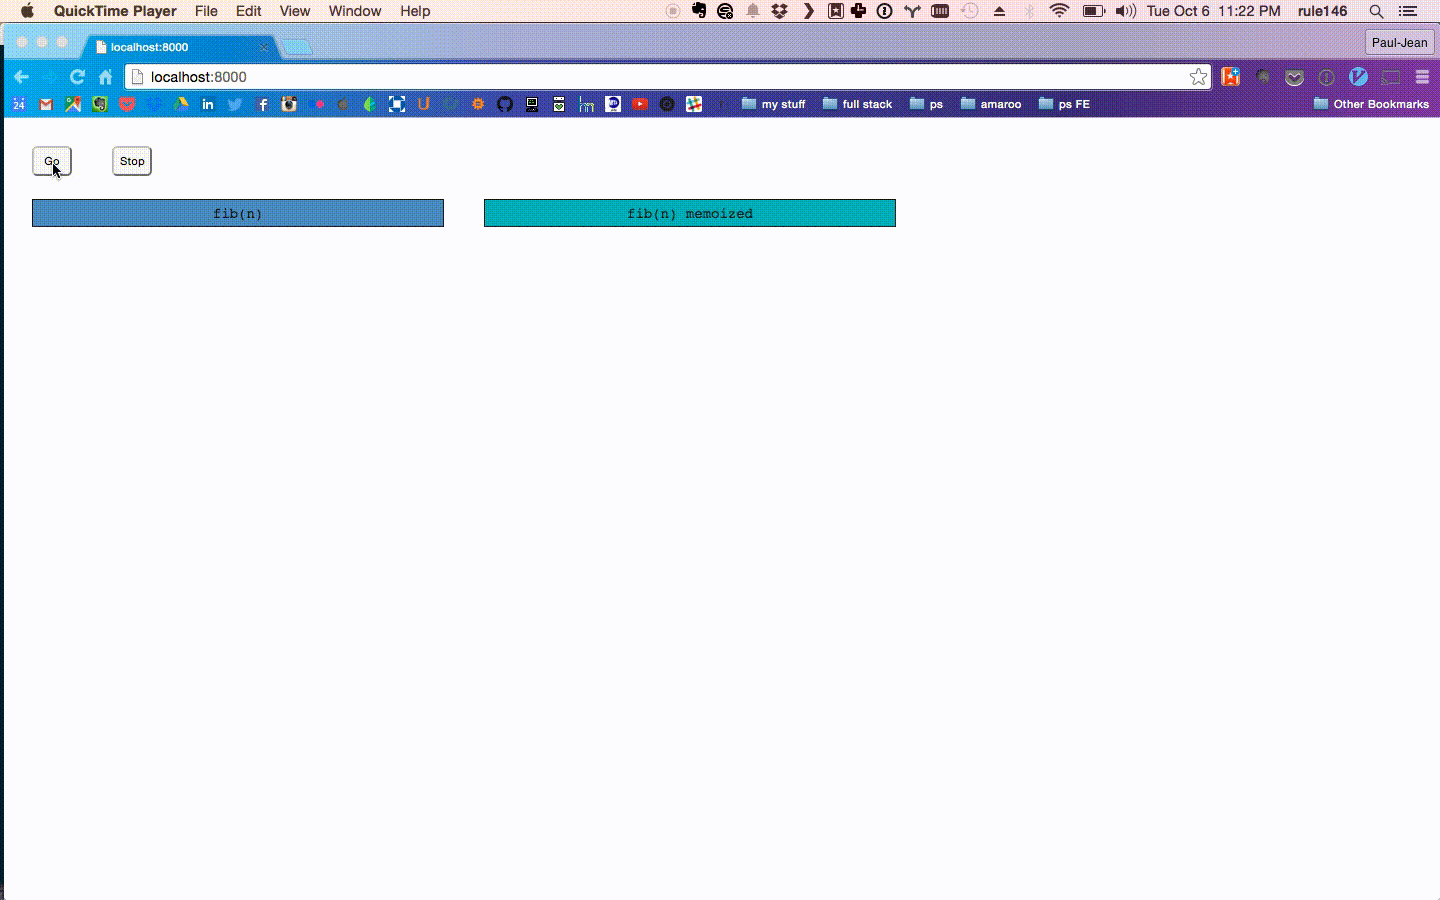 QuickTime Player File Edit View Window Help Tue Oct 6 11:22 PM rule146
localhost:8000 Paul-Jean
localhost:8000
24 in my stuff full stack ps amaroo ps FE Other Bookmarks
Go Stop
fib(n) fib(n) memoized